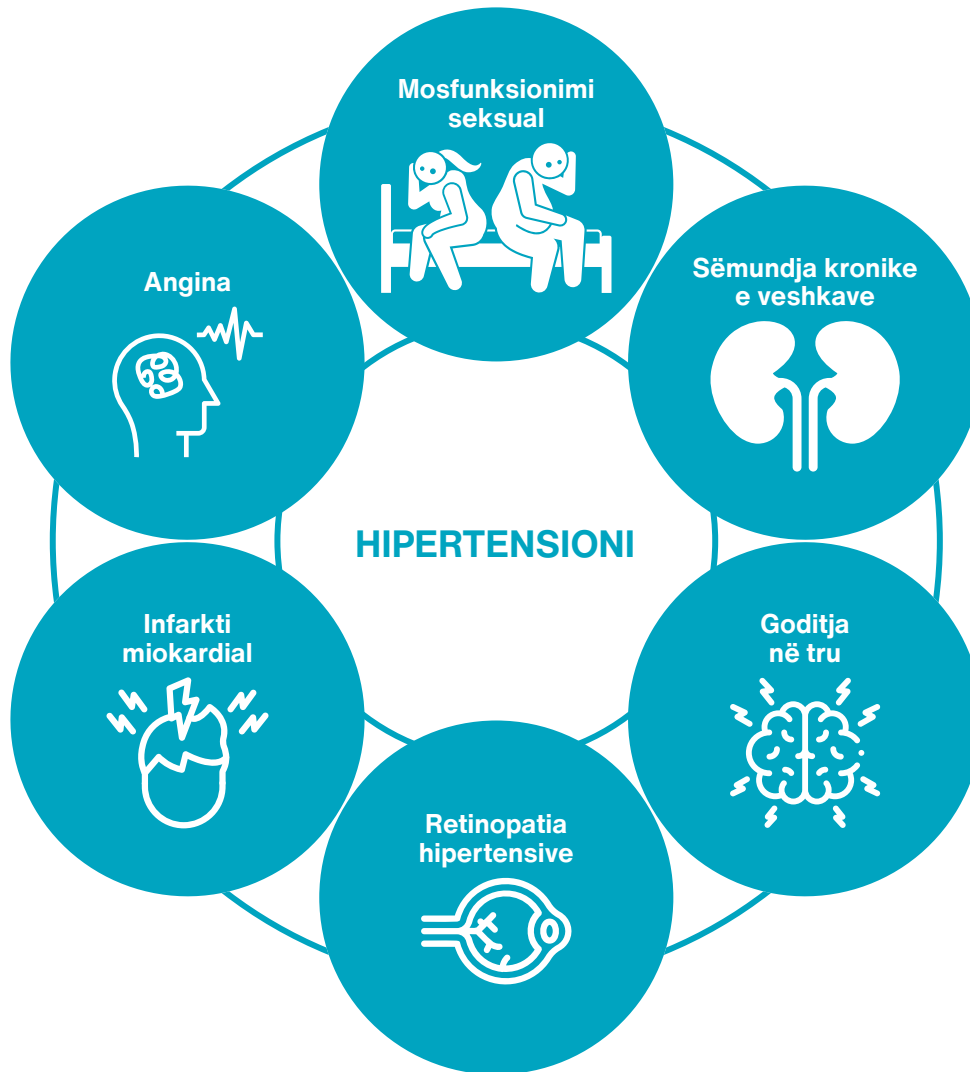 Mosfunksionimi
seksual
Angina
Sëmundja kronike
e veshkave
HIPERTENSIONI
Infarkti
miokardial
Goditja
në tru
Retinopatia
hipertensive